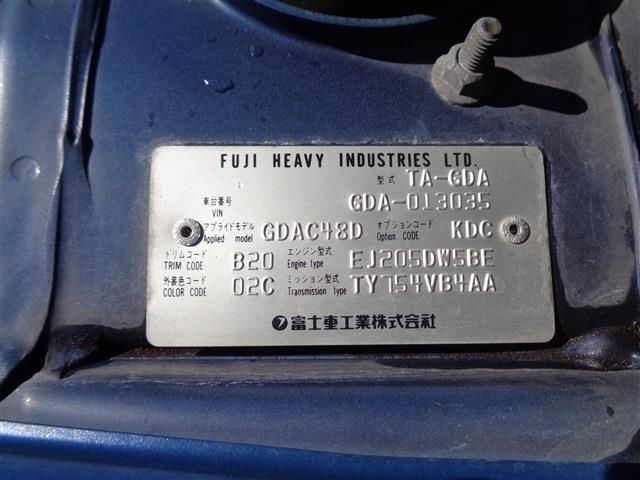 FUJI HEAVY INDUSTRIES LTD.
型式 TA-GDA
車台番号 VIN GDA-013035
アプライドモデル Applied model GDAC48D オプションコード Option code KDC
トリムコード TRIM CODE B20 エンジン型式 Engine type EJ205DW5BE
外装色コード COLOR CODE 02C ミッション型式 Transmission type TY754VB4AA
富士重工業株式会社